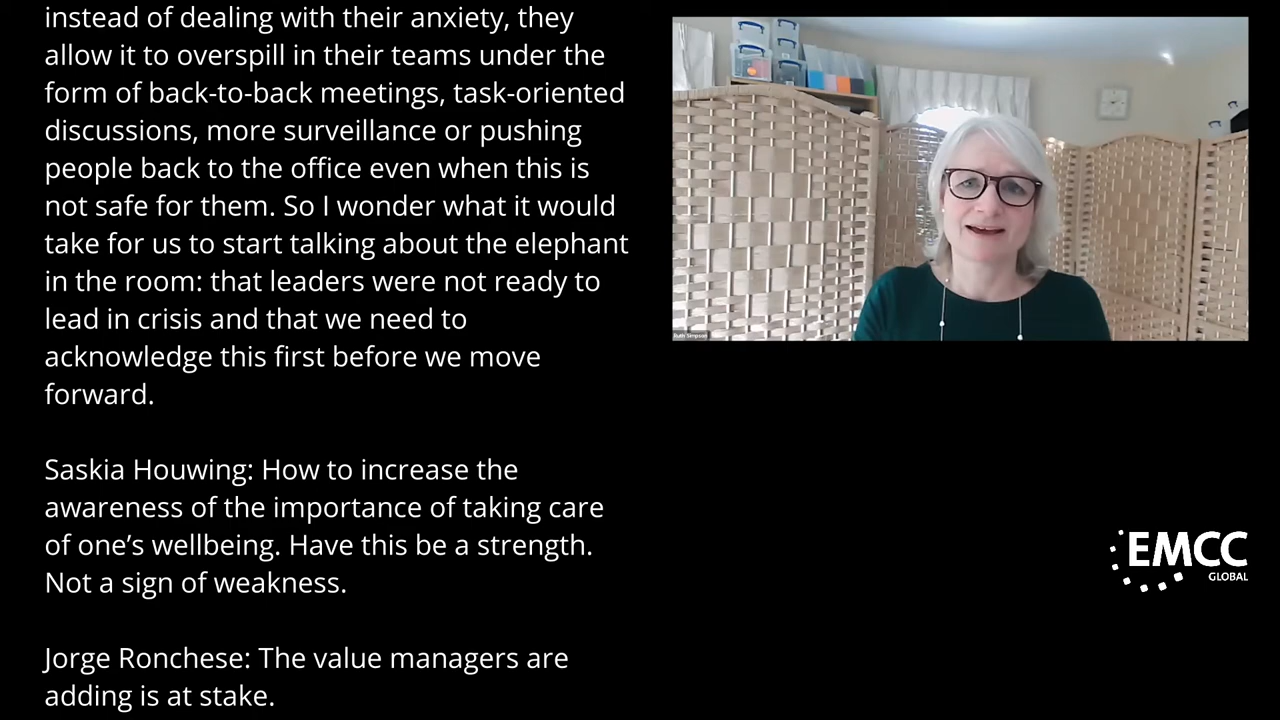 instead of dealing with their anxiety, they
allow it to overspill in their teams under the
form of back-to-back meetings, task-oriented
discussions, more surveillance or pushing
people back to the office even when this is
not safe for them. So I wonder what it would
take for us to start talking about the elephant
in the room: that leaders were not ready to
lead in crisis and that we need to
acknowledge this first before we move
forward.
Saskia Houwing: How to increase the
awareness of the importance of taking care
of one’s wellbeing. Have this be a strength.
Not a sign of weakness.
Jorge Ronchese: The value managers are
adding is at stake.
Ruth Simpson
EMCC
GLOBAL